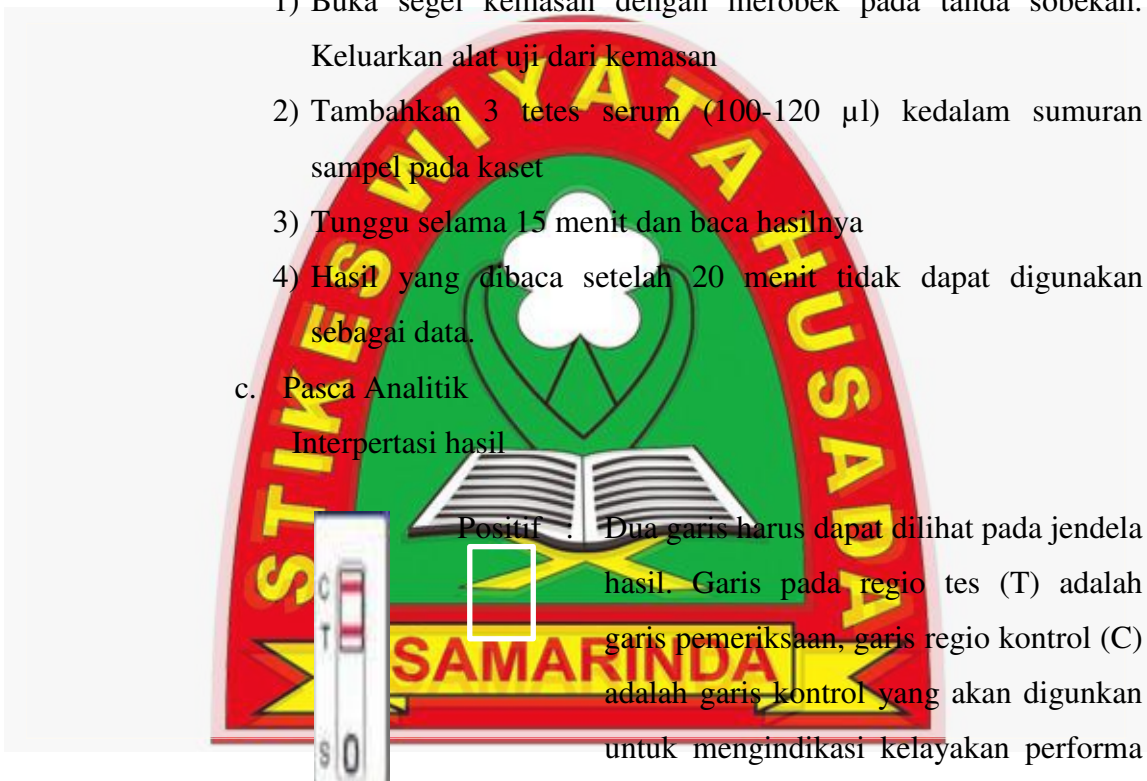 1) Buka segel kemasan dengan merobek pada tanda sobekan.
Keluarkan alat uji dari kemasan
2) Tambahkan 3 tetes serum (100-120 µl) kedalam sumuran
sampel pada kaset
3) Tunggu selama 15 menit dan baca hasilnya
4) Hasil yang dibaca setelah 20 menit tidak dapat digunakan
sebagai data.
c. Pasca Analitik
Interpertasi hasil
Positif : Dua garis harus dapat dilihat pada jendela
hasil. Garis pada regio tes (T) adalah
garis pemeriksaan, garis regio kontrol (C)
adalah garis kontrol yang akan digunkan
untuk mengindikasi kelayakan performa
C
T
S
STIKES WIYATA HUSADA
SAMARINDA